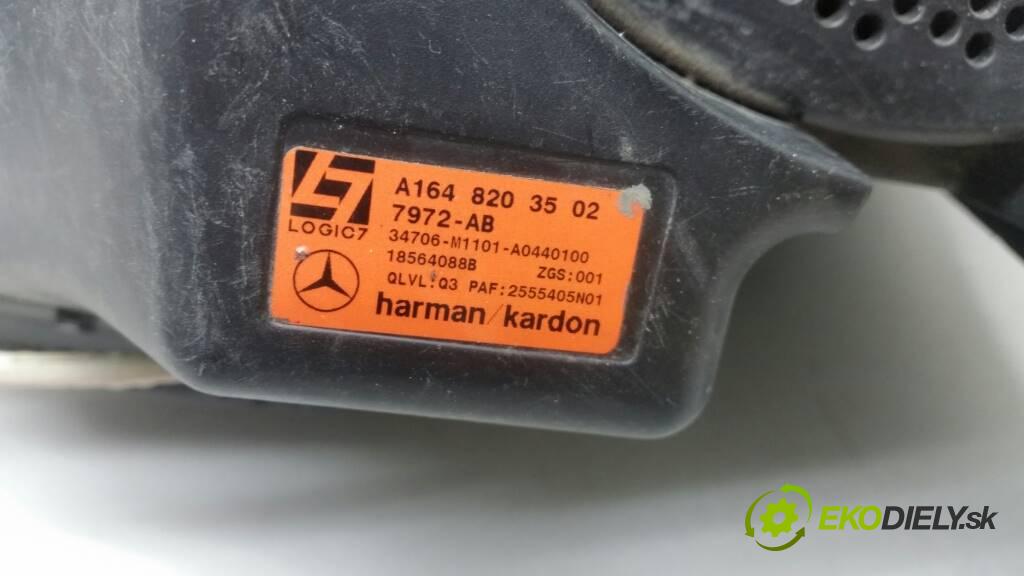 A164 820 35 02
7972-AB
LOGIC7
34706-M1101-A0440100
18564088B ZGS:001
QLVL:Q3 PAF:2555405N01
harman/kardon
EKODIELY.sk